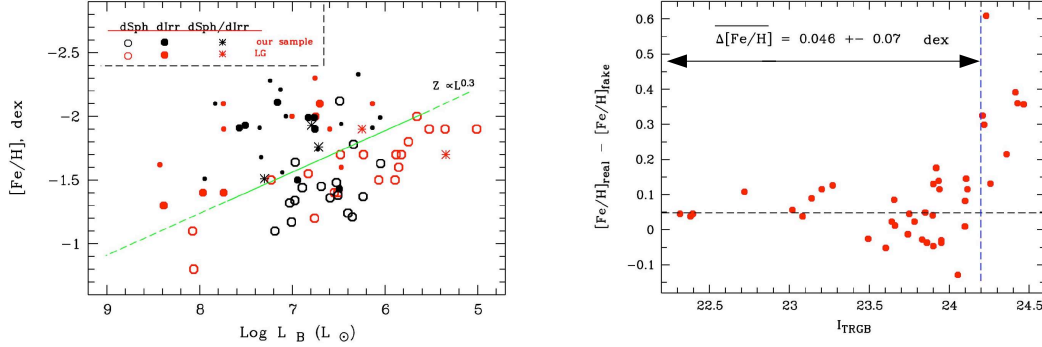 dSph dIrr dSph/dIrr
our sample
LG
Z ∝L^0.3
-2.5
-2
-1.5
-1
[Fe/H], dex
9 8 7 6 5
Log L_B (L_⊙)
Δ[Fe/H] = 0.046 +- 0.07 dex
0.6
0.5
0.4
0.3
0.2
0.1
0
-0.1
[Fe/H]_real - [Fe/H]_fake
22.5 23 23.5 24 24.5
I_TRGB